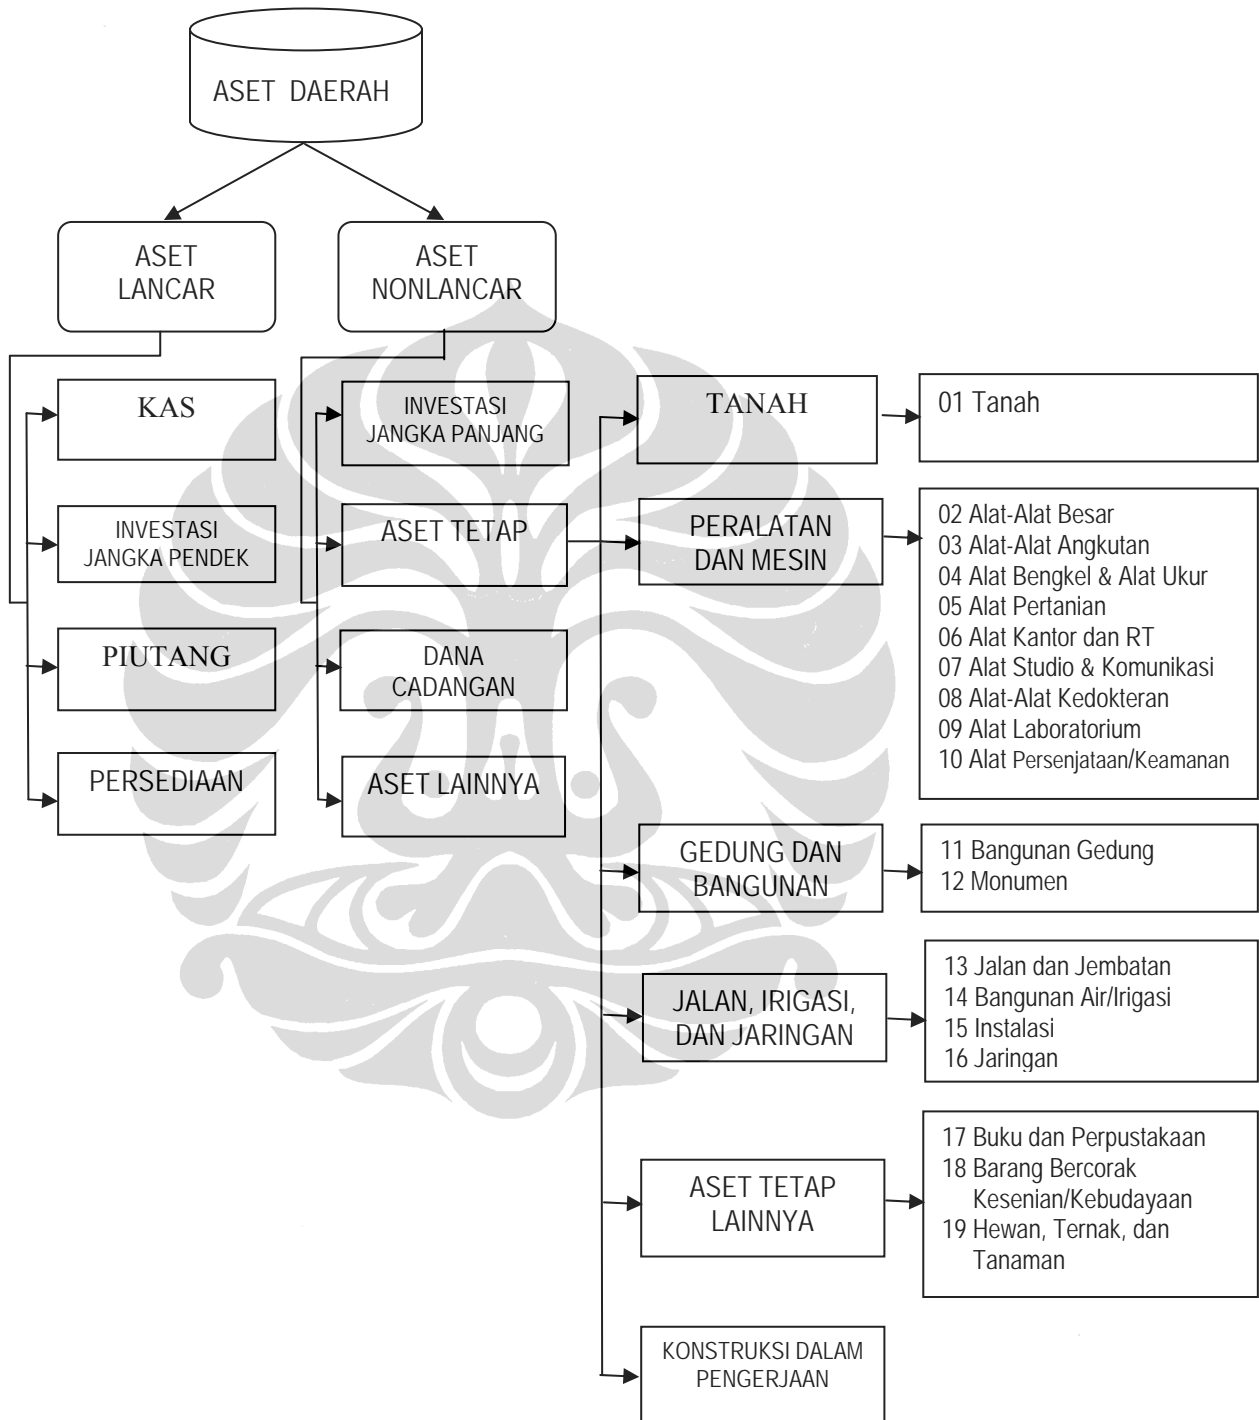 ASET DAERAH
ASET
LANCAR
ASET
NONLANCAR
KAS
INVESTASI
JANGKA PENDEK
PIUTANG
PERSEDIAAN
INVESTASI
JANGKA PANJANG
ASET TETAP
DANA
CADANGAN
ASET LAINNYA
TANAH
01 Tanah
PERALATAN
DAN MESIN
02 Alat-Alat Besar
03 Alat-Alat Angkutan
04 Alat Bengkel & Alat Ukur
05 Alat Pertanian
06 Alat Kantor dan RT
07 Alat Studio & Komunikasi
08 Alat-Alat Kedokteran
09 Alat Laboratorium
10 Alat Persenjataan/Keamanan
GEDUNG DAN
BANGUNAN
11 Bangunan Gedung
12 Monumen
JALAN, IRIGASI,
DAN JARINGAN
13 Jalan dan Jembatan
14 Bangunan Air/Irigasi
15 Instalasi
16 Jaringan
ASET TETAP
LAINNYA
17 Buku dan Perpustakaan
18 Barang Bercorak
Kesenian/Kebudayaan
19 Hewan, Ternak, dan
Tanaman
KONSTRUKSI DALAM
PENGERJAAN